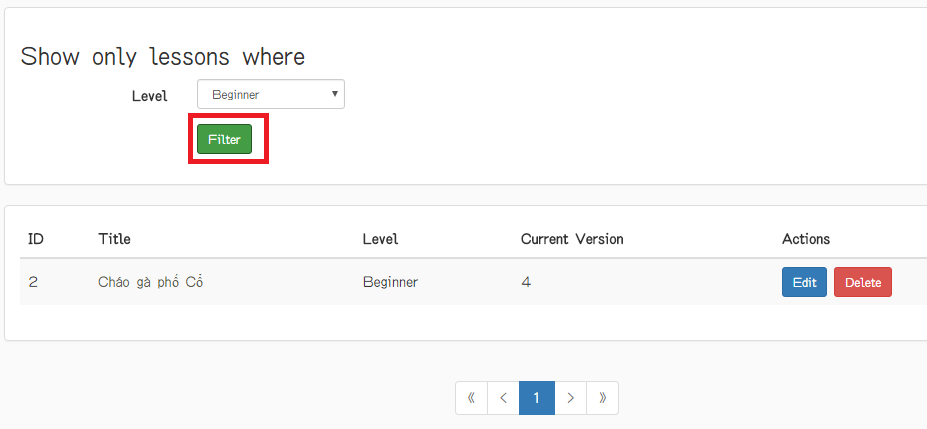 Show only lessons where
Level Beginner ▼
Filter
ID Title Level Current Version Actions
2 Cháo gà phố Cổ Beginner 4 Edit Delete
《 < 1 > 》